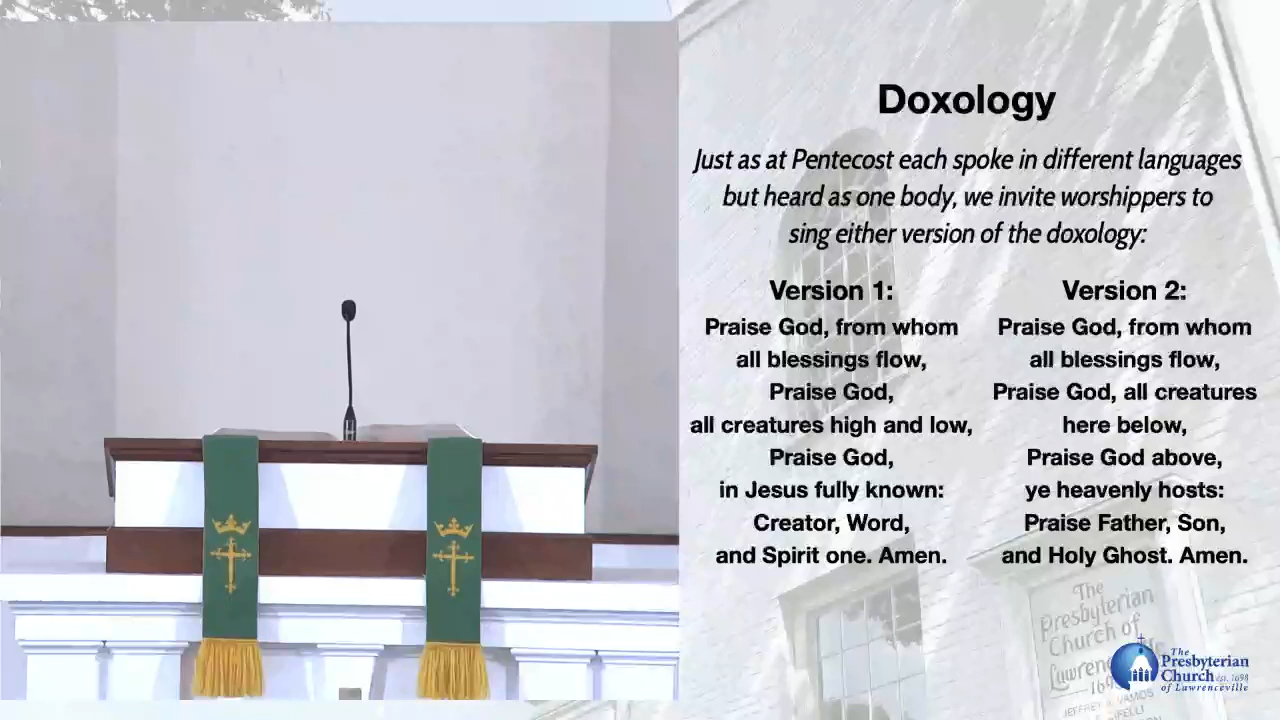 Doxology
Just as at Pentecost each spoke in different languages
but heard as one body, we invite worshippers to
sing either version of the doxology:
Version 1:
Praise God, from whom
all blessings flow,
Praise God,
all creatures high and low,
Praise God,
in Jesus fully known:
Creator, Word,
and Spirit one. Amen.
Version 2:
Praise God, from whom
all blessings flow,
Praise God, all creatures
here below,
Praise God above,
ye heavenly hosts:
Praise Father, Son,
and Holy Ghost. Amen.
The
Presbyterian
Church of
The
Presbyterian
Church est. 1698
of Lawrenceville